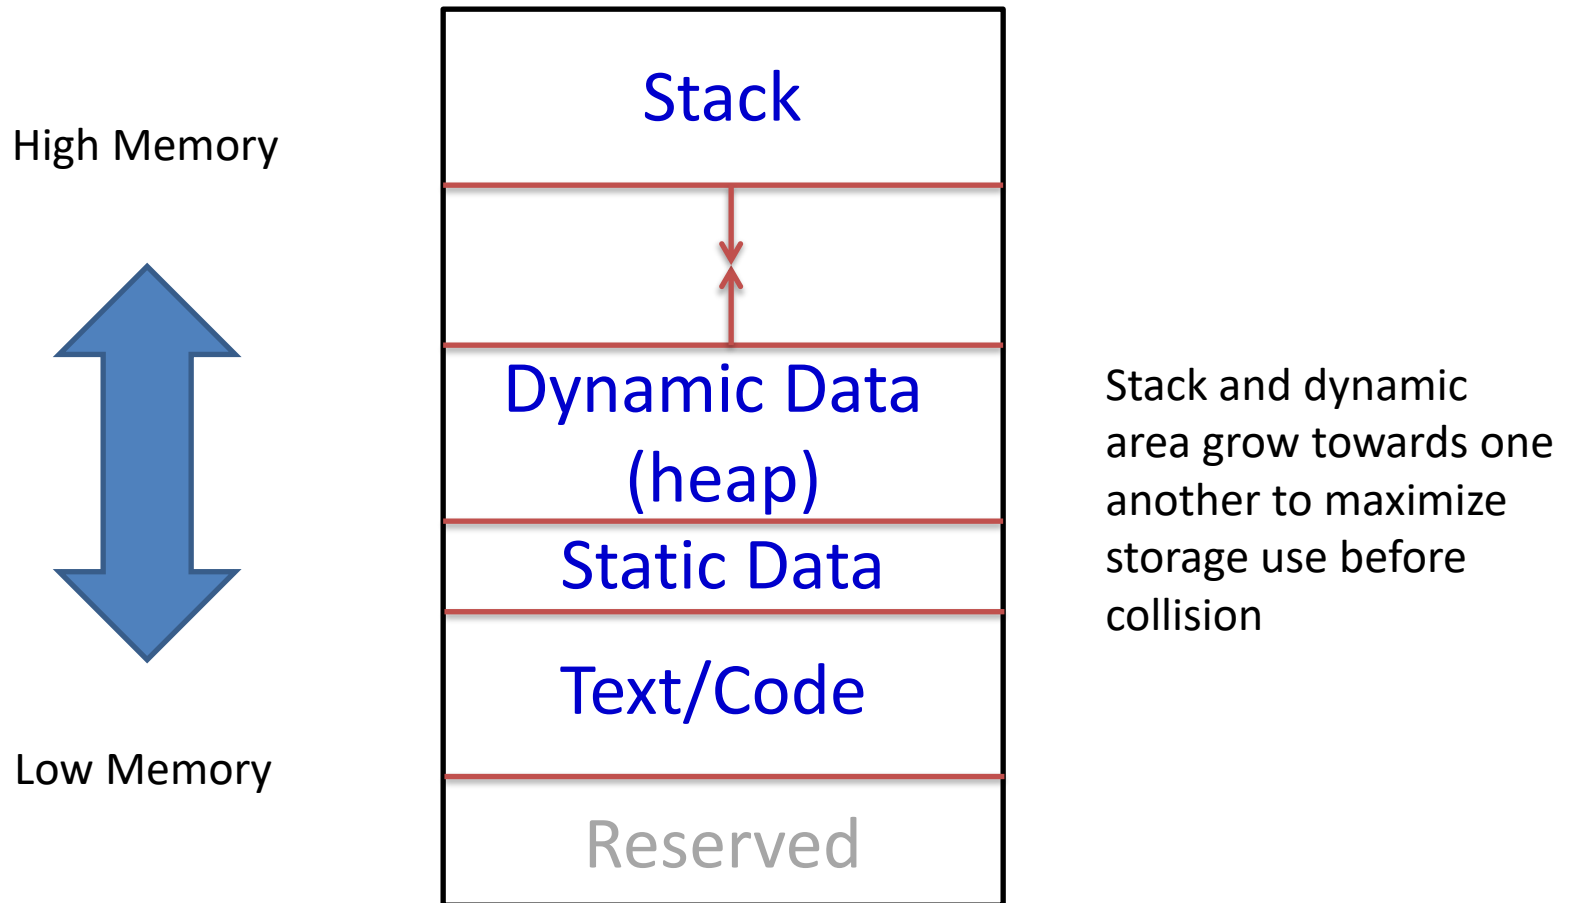 Stack
High Memory
Dynamic Data
(heap)
Static Data
Text/Code
Low Memory
Reserved
Stack and dynamic
area grow towards one
another to maximize
storage use before
collision